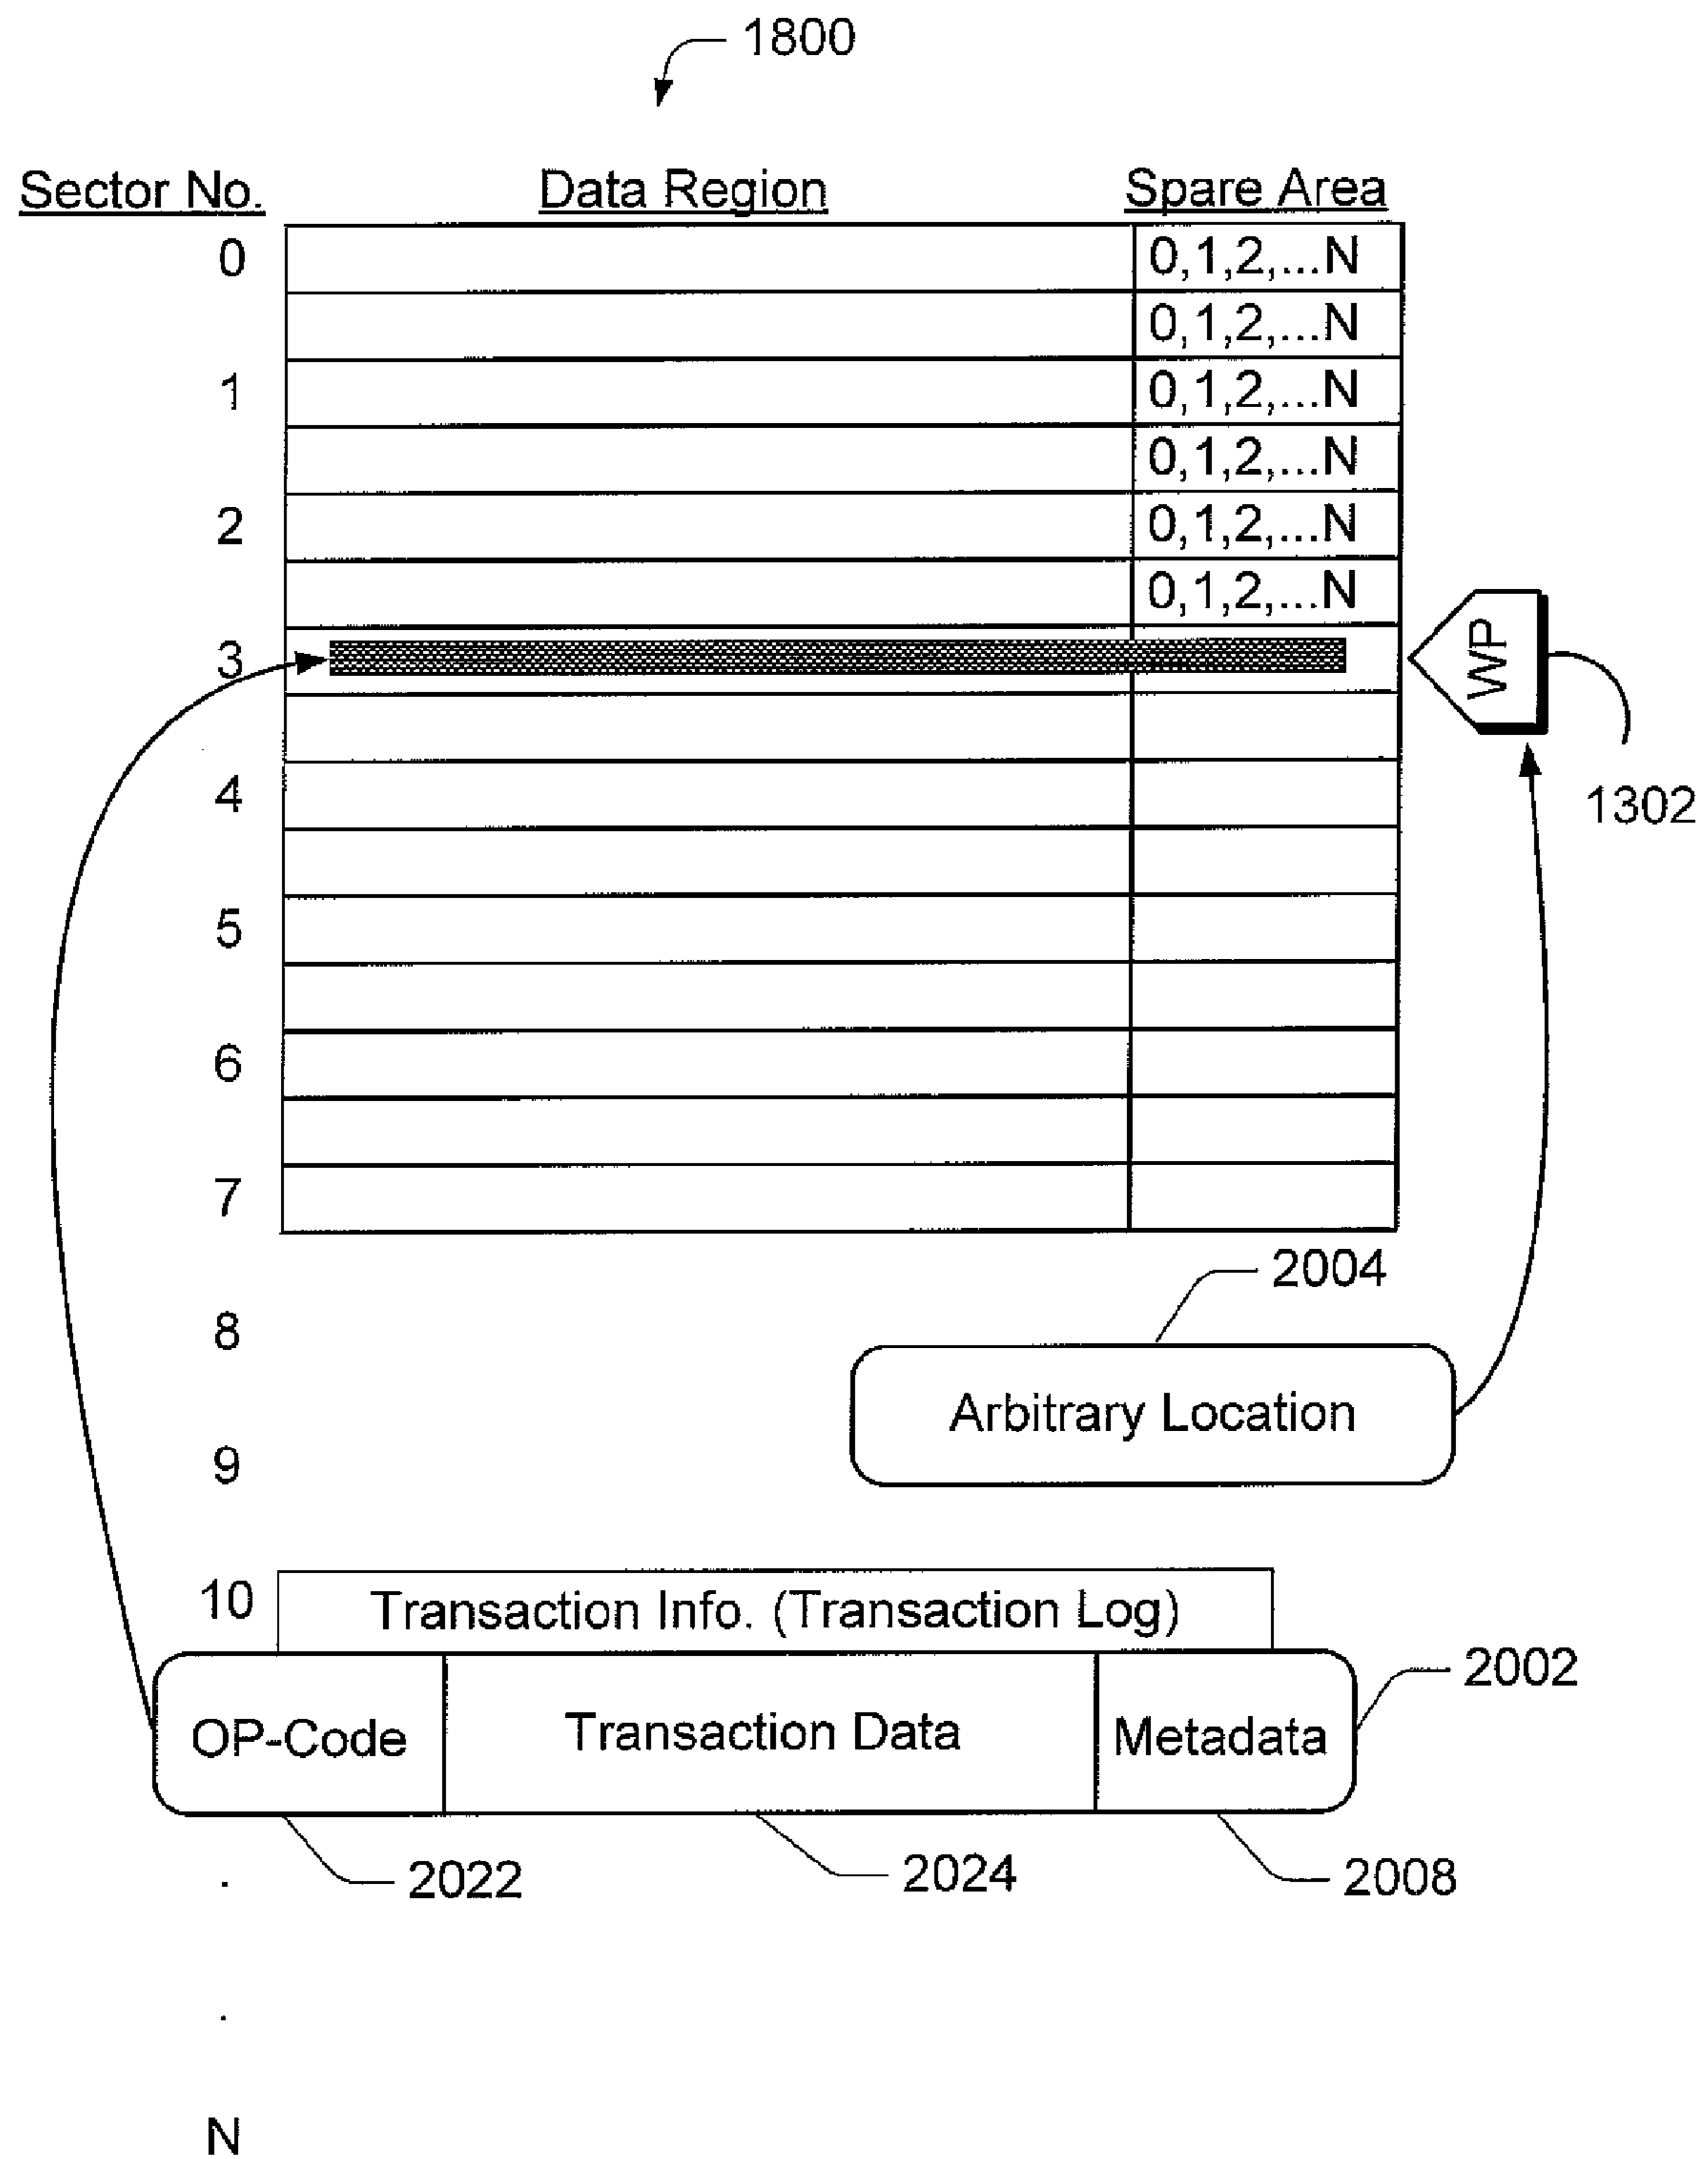 1800
Sector No. Data Region Spare Area
0 0,1,2,...N
0,1,2,...N
1 0,1,2,...N
0,1,2,...N
2 0,1,2,...N
0,1,2,...N
3 WP
4 1302
5
6
7
2004
8
Arbitrary Location
9
10 Transaction Info. (Transaction Log)
2002
OP-Code Transaction Data Metadata
. 2022 2024 2008
.
N